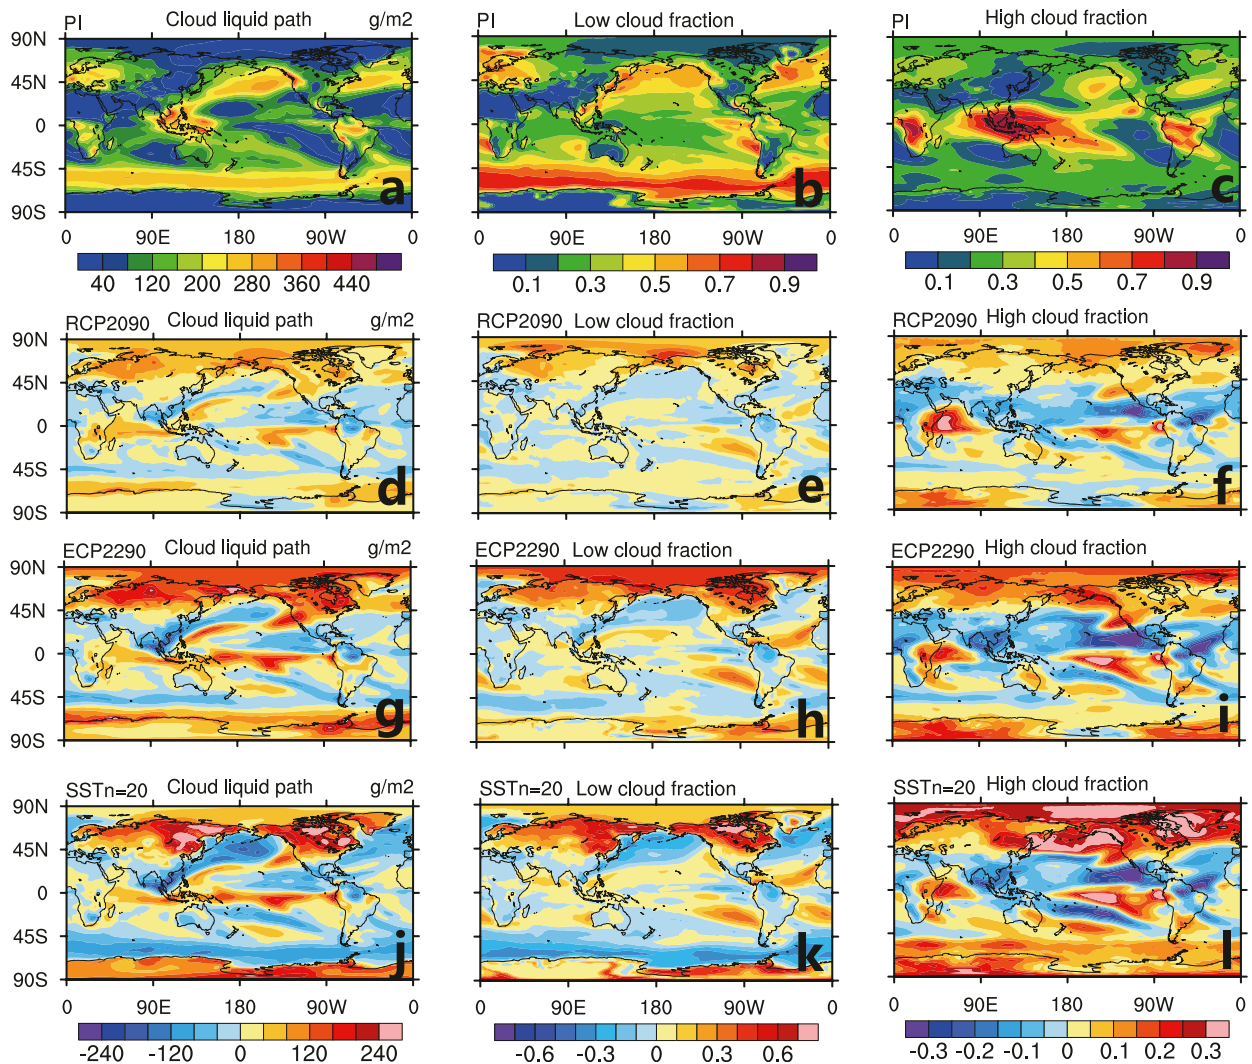 PI Cloud liquid path g/m2
PI Low cloud fraction
PI High cloud fraction
90N
45N
0
45S
90S
a
b
c
0 90E 180 90W 0
0 90E 180 90W 0
0 90E 180 90W 0
40 120 200 280 360 440
0.1 0.3 0.5 0.7 0.9
0.1 0.3 0.5 0.7 0.9
RCP2090 Cloud liquid path g/m2
RCP2090 Low cloud fraction
RCP2090 High cloud fraction
90N
45N
0
45S
90S
d
e
f
ECP2290 Cloud liquid path g/m2
ECP2290 Low cloud fraction
ECP2290 High cloud fraction
90N
45N
0
45S
90S
g
h
i
SSTn=20 Cloud liquid path g/m2
SSTn=20 Low cloud fraction
SSTn=20 High cloud fraction
90N
45N
0
45S
90S
j
k
l
0 90E 180 90W 0
0 90E 180 90W 0
0 90E 180 90W 0
-240 -120 0 120 240
-0.6 -0.3 0 0.3 0.6
-0.3 -0.2 -0.1 0 0.1 0.2 0.3